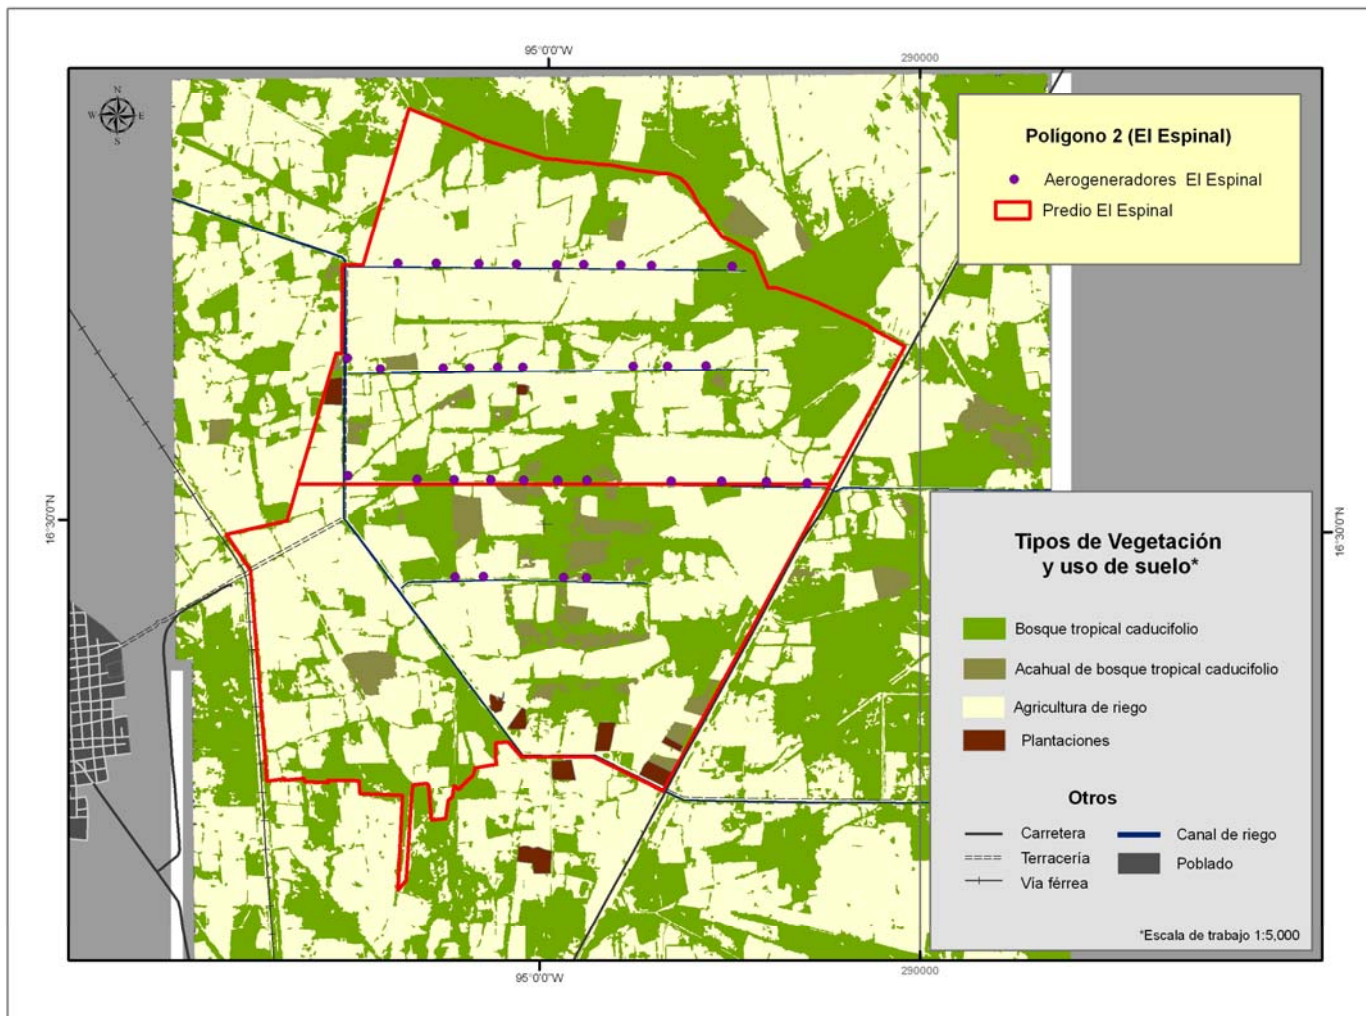 95°0'0"W
290000
N
W E
S
Polígono 2 (El Espinal)
Aerogeneradores El Espinal
Predio El Espinal
16°30'0"N
16°30'0"N
Tipos de Vegetación
y uso de suelo*
Bosque tropical caducifolio
Acahual de bosque tropical caducifolio
Agricultura de riego
Plantaciones
Otros
Carretera
Canal de riego
Terracería
Poblado
Vía férrea
*Escala de trabajo 1:5,000
95°0'0"W
290000